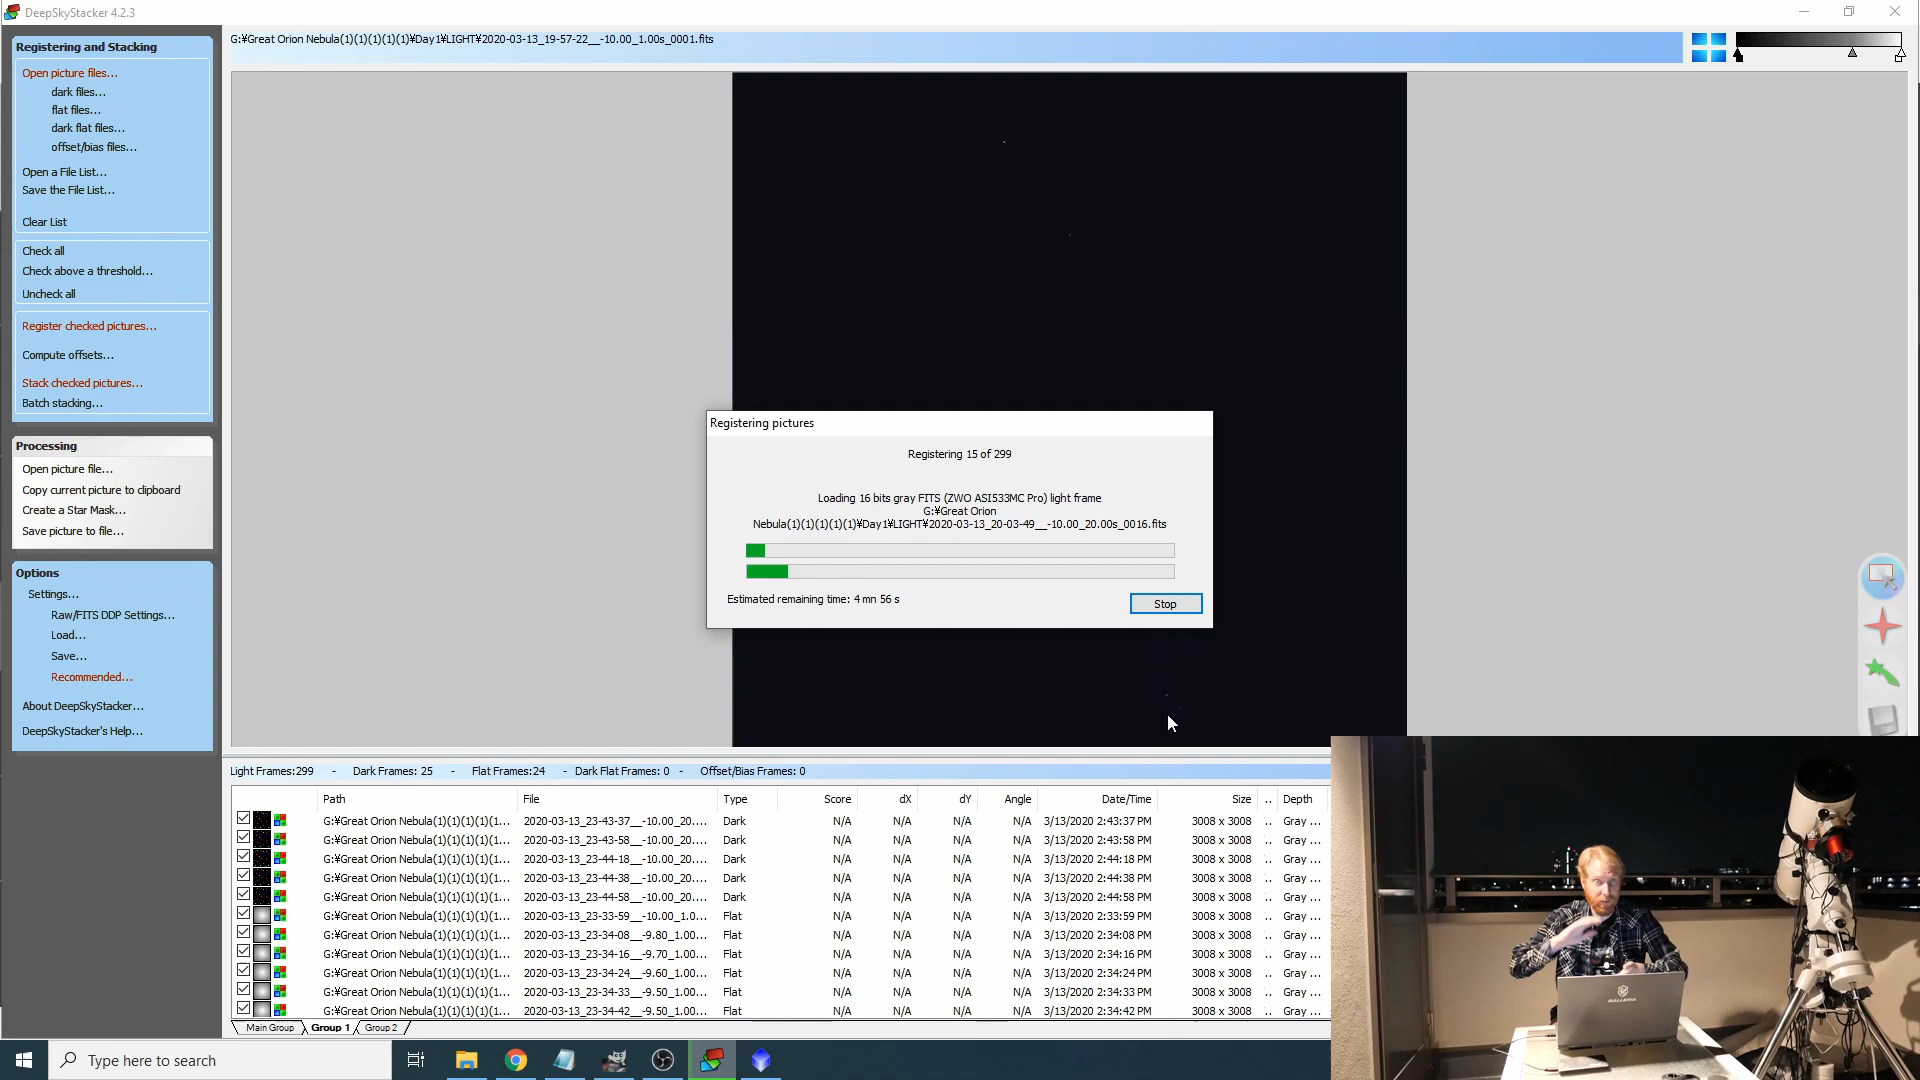 DeepSkyStacker 4.2.3
Registering and Stacking
Open picture files...
dark files...
flat files...
dark flat files...
offset/bias files...
Open a File List...
Save the File List...
Clear List
Check all
Check above a threshold...
Uncheck all
Register checked pictures...
Compute offsets...
Stack checked pictures...
Batch stacking...
Processing
Open picture file...
Copy current picture to clipboard
Create a Star Mask...
Save picture to file...
Options
Settings...
Raw/FITS DDP Settings...
Load...
Save...
Recommended...
About DeepSkyStacker...
DeepSkyStacker's Help...
G:¥Great Orion Nebula(1)(1)(1)(1)(1)¥Day1¥LIGHT¥2020-03-13_19-57-22__-10.00_1.00s_0001.fits
Registering pictures
Registering 15 of 299
Loading 16 bits gray FITS (ZWO ASI533MC Pro) light frame
G:¥Great Orion
Nebula(1)(1)(1)(1)(1)¥Day1¥LIGHT¥2020-03-13_20-03-49__-10.00_20.00s_0016.fits
Estimated remaining time: 4 mn 56 s
Stop
Light Frames:299 - Dark Frames: 25 - Flat Frames:24 - Dark Flat Frames: 0 - Offset/Bias Frames: 0
Path File Type Score dX dY Angle Date/Time Size .. Depth
G:¥Great Orion Nebula(1)(1)(1)(1)(1... 2020-03-13_23-43-37__-10.00_20.... Dark N/A N/A N/A N/A 3/13/2020 2:43:37 PM 3008 x 3008 .. Gray ...
G:¥Great Orion Nebula(1)(1)(1)(1)(1... 2020-03-13_23-43-58__-10.00_20.... Dark N/A N/A N/A N/A 3/13/2020 2:43:58 PM 3008 x 3008 .. Gray ...
G:¥Great Orion Nebula(1)(1)(1)(1)(1... 2020-03-13_23-44-18__-10.00_20.... Dark N/A N/A N/A N/A 3/13/2020 2:44:18 PM 3008 x 3008 .. Gray ...
G:¥Great Orion Nebula(1)(1)(1)(1)(1... 2020-03-13_23-44-38__-10.00_20.... Dark N/A N/A N/A N/A 3/13/2020 2:44:38 PM 3008 x 3008 .. Gray ...
G:¥Great Orion Nebula(1)(1)(1)(1)(1... 2020-03-13_23-44-58__-10.00_20.... Dark N/A N/A N/A N/A 3/13/2020 2:44:58 PM 3008 x 3008 .. Gray ...
G:¥Great Orion Nebula(1)(1)(1)(1)(1... 2020-03-13_23-33-59__-10.00_1.0... Flat N/A N/A N/A N/A 3/13/2020 2:33:59 PM 3008 x 3008 .. Gray ...
G:¥Great Orion Nebula(1)(1)(1)(1)(1... 2020-03-13_23-34-08__-9.80_1.00... Flat N/A N/A N/A N/A 3/13/2020 2:34:08 PM 3008 x 3008 .. Gray ...
G:¥Great Orion Nebula(1)(1)(1)(1)(1... 2020-03-13_23-34-16__-9.70_1.00... Flat N/A N/A N/A N/A 3/13/2020 2:34:16 PM 3008 x 3008 .. Gray ...
G:¥Great Orion Nebula(1)(1)(1)(1)(1... 2020-03-13_23-34-24__-9.60_1.00... Flat N/A N/A N/A N/A 3/13/2020 2:34:24 PM 3008 x 3008 .. Gray ...
G:¥Great Orion Nebula(1)(1)(1)(1)(1... 2020-03-13_23-34-33__-9.50_1.00... Flat N/A N/A N/A N/A 3/13/2020 2:34:33 PM 3008 x 3008 .. Gray ...
G:¥Great Orion Nebula(1)(1)(1)(1)(1... 2020-03-13_23-34-42__-9.50_1.00... Flat N/A N/A N/A N/A 3/13/2020 2:34:42 PM 3008 x 3008 .. Gray ...
Main Group Group 1 Group 2
GALLERIA
Type here to search